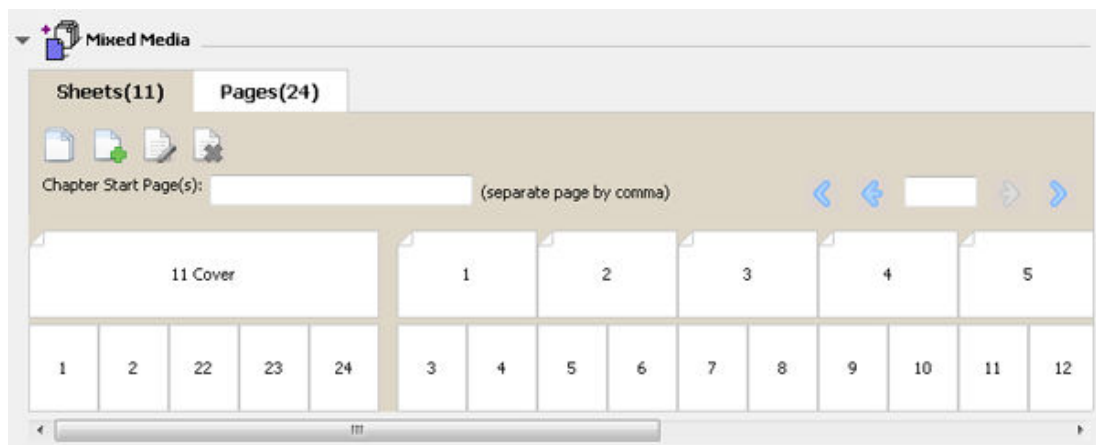 Mixed Media
Sheets(11) Pages(24)
Chapter Start Page(s): (separate page by comma)
11 Cover 1 2 3 4 5
1 2 22 23 24 3 4 5 6 7 8 9 10 11 12